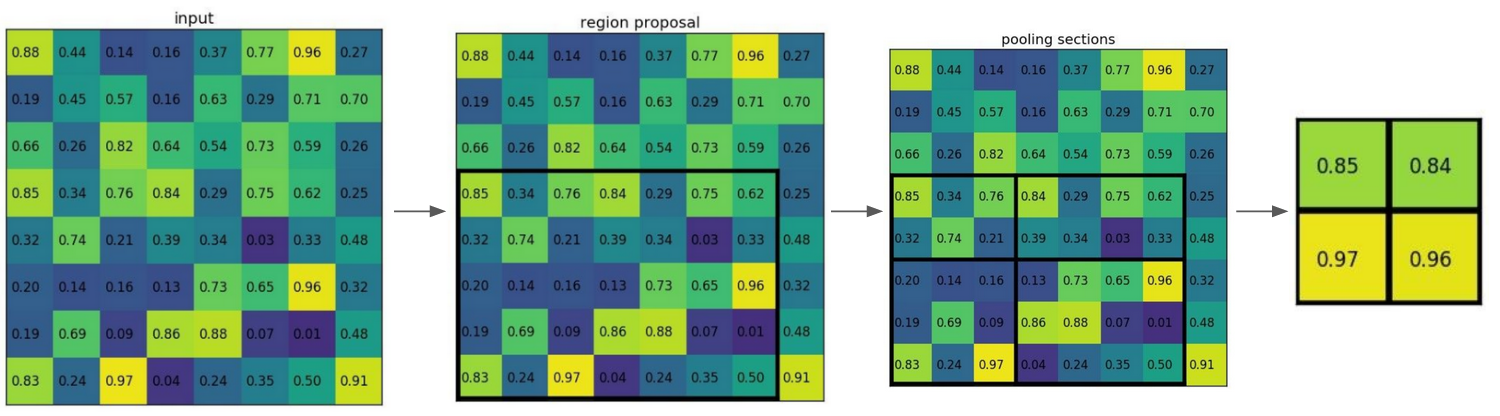 input
0.88 0.44 0.14 0.16 0.37 0.77 0.96 0.27
0.19 0.45 0.57 0.16 0.63 0.29 0.71 0.70
0.66 0.26 0.82 0.64 0.54 0.73 0.59 0.26
0.85 0.34 0.76 0.84 0.29 0.75 0.62 0.25
0.32 0.74 0.21 0.39 0.34 0.03 0.33 0.48
0.20 0.14 0.16 0.13 0.73 0.65 0.96 0.32
0.19 0.69 0.09 0.86 0.88 0.07 0.01 0.48
0.83 0.24 0.97 0.04 0.24 0.35 0.50 0.91
region proposal
0.88 0.44 0.14 0.16 0.37 0.77 0.96 0.27
0.19 0.45 0.57 0.16 0.63 0.29 0.71 0.70
0.66 0.26 0.82 0.64 0.54 0.73 0.59 0.26
0.85 0.34 0.76 0.84 0.29 0.75 0.62 0.25
0.32 0.74 0.21 0.39 0.34 0.03 0.33 0.48
0.20 0.14 0.16 0.13 0.73 0.65 0.96 0.32
0.19 0.69 0.09 0.86 0.88 0.07 0.01 0.48
0.83 0.24 0.97 0.04 0.24 0.35 0.50 0.91
pooling sections
0.88 0.44 0.14 0.16 0.37 0.77 0.96 0.27
0.19 0.45 0.57 0.16 0.63 0.29 0.71 0.70
0.66 0.26 0.82 0.64 0.54 0.73 0.59 0.26
0.85 0.34 0.76 0.84 0.29 0.75 0.62 0.25
0.32 0.74 0.21 0.39 0.34 0.03 0.33 0.48
0.20 0.14 0.16 0.13 0.73 0.65 0.96 0.32
0.19 0.69 0.09 0.86 0.88 0.07 0.01 0.48
0.83 0.24 0.97 0.04 0.24 0.35 0.50 0.91
0.85 0.84
0.97 0.96